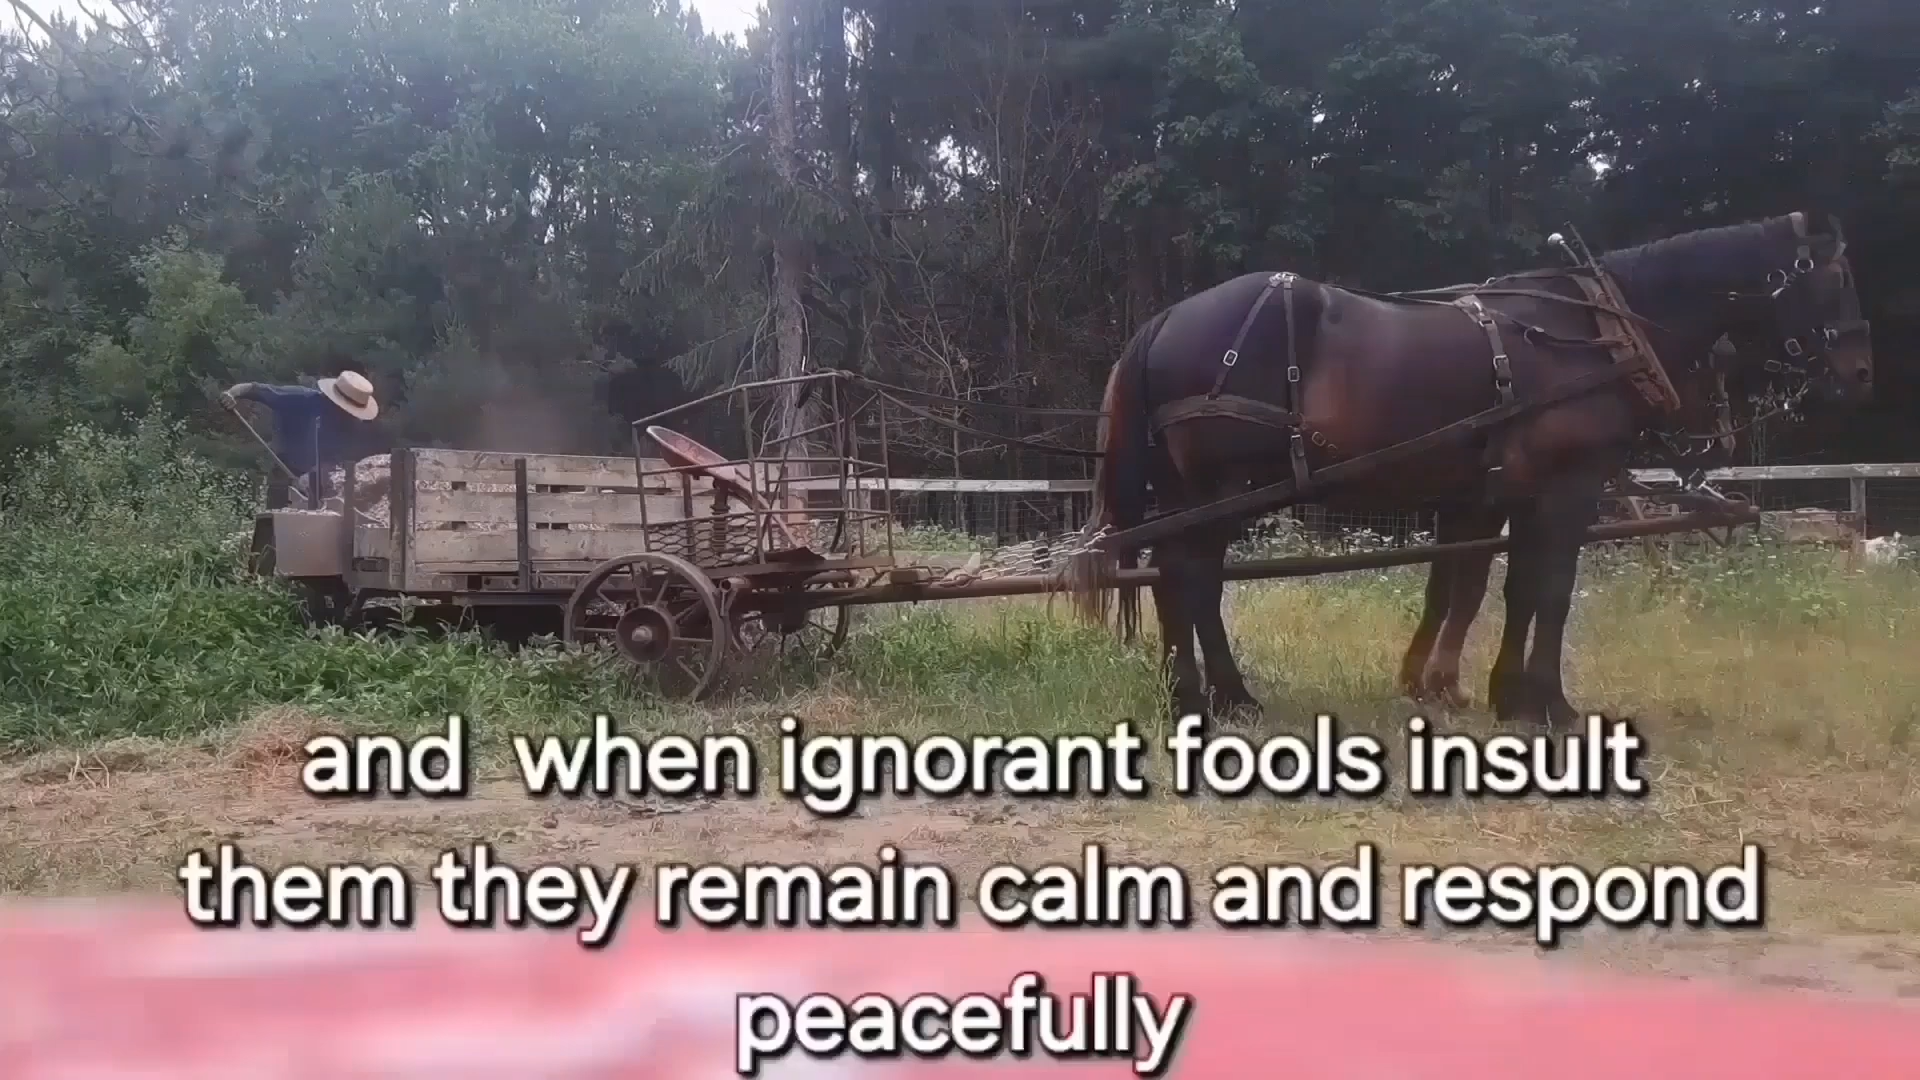 and  when ignorant fools insult
them they remain calm and respond
peacefully